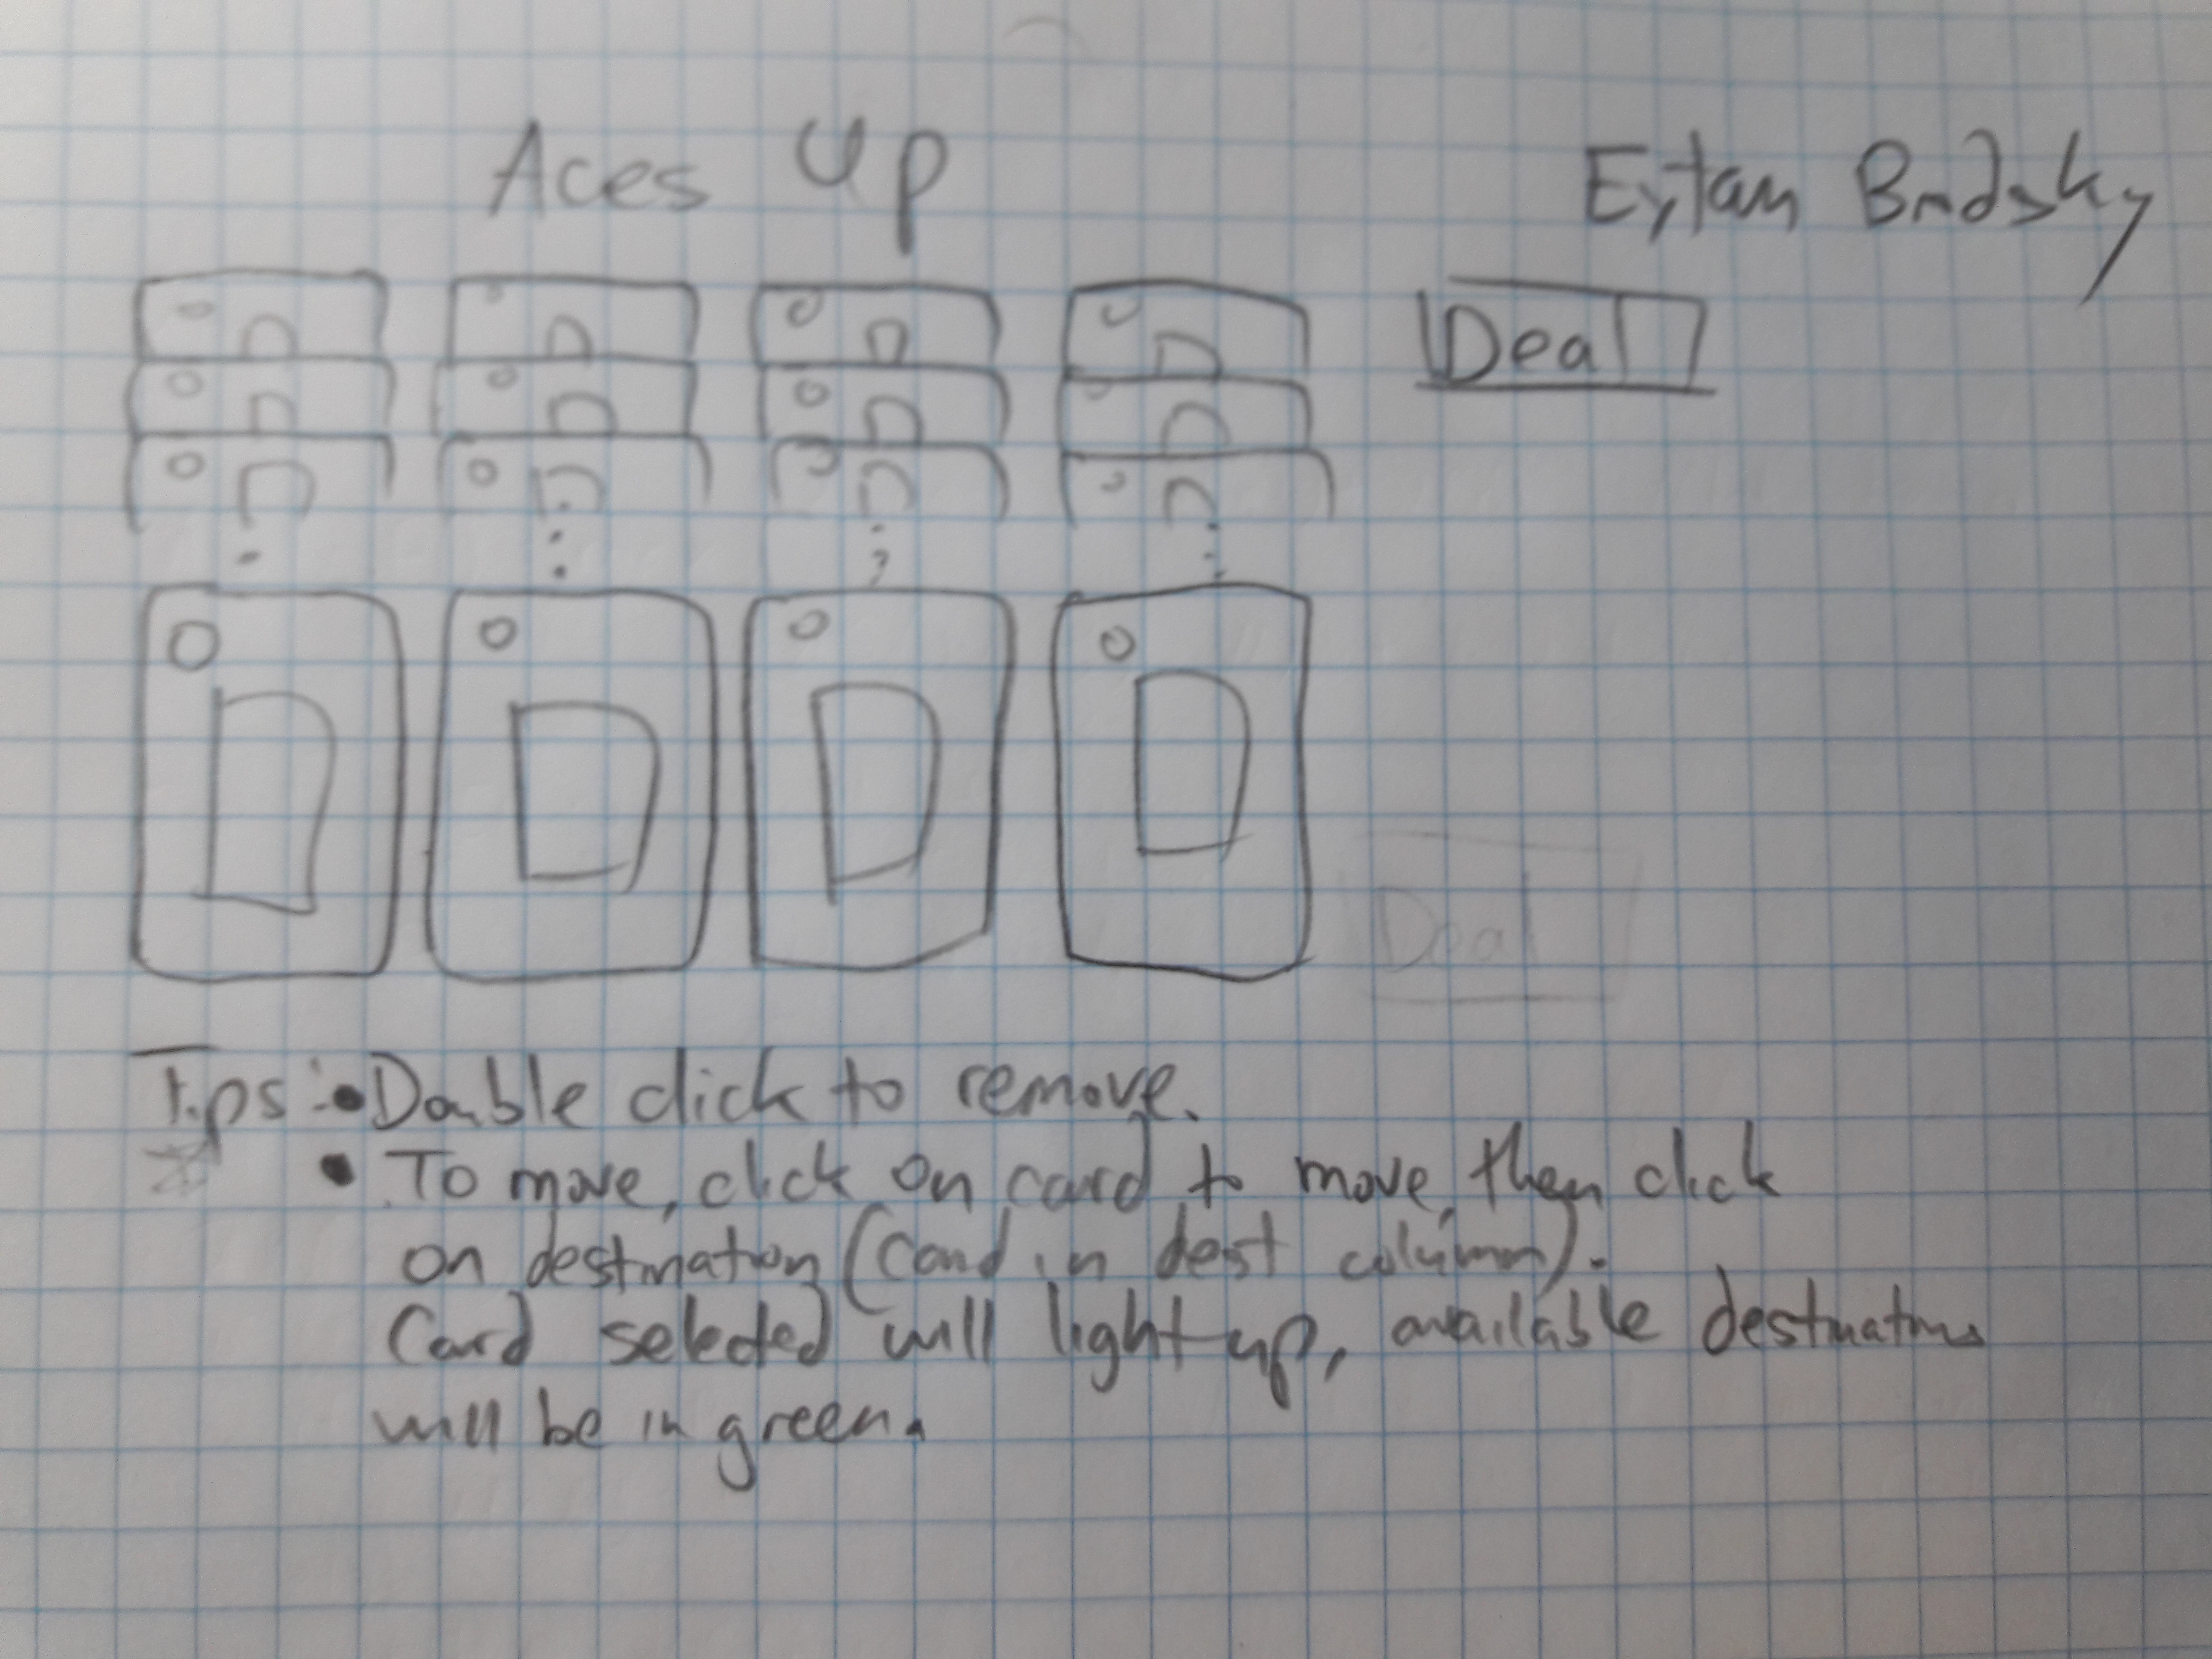 Aces Up
Eytan Brodsky
Deal
Deal
Tips: • Double click to remove.
• To move, click on card to move, then click
on destination (Card in dest column).
Card selected will light up, available destinations
will be in green.